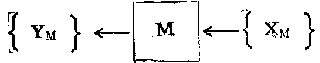 { Y_M } ← M ← { X_M }